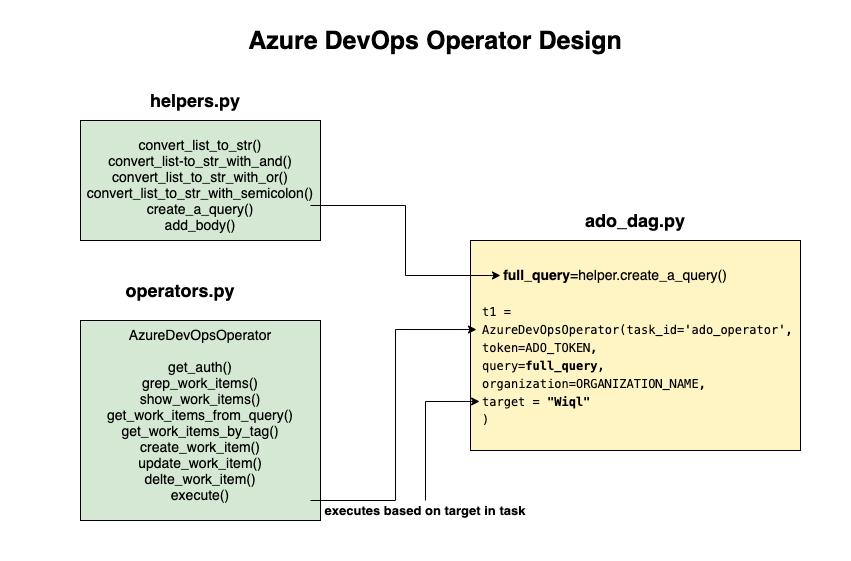 Azure DevOps Operator Design
helpers.py
convert_list_to_str()
convert_list-to_str_with_and()
convert_list_to_str_with_or()
convert_list_to_str_with_semicolon()
create_a_query()
add_body()
operators.py
AzureDevOpsOperator
get_auth()
grep_work_items()
show_work_items()
get_work_items_from_query()
get_work_items_by_tag()
create_work_item()
update_work_item()
delte_work_item()
execute()
ado_dag.py
full_query=helper.create_a_query()
t1 =
AzureDevOpsOperator(task_id='ado_operator',
token=ADO_TOKEN,
query=full_query,
organization=ORGANIZATION_NAME,
target = "Wiql"
)
executes based on target in task